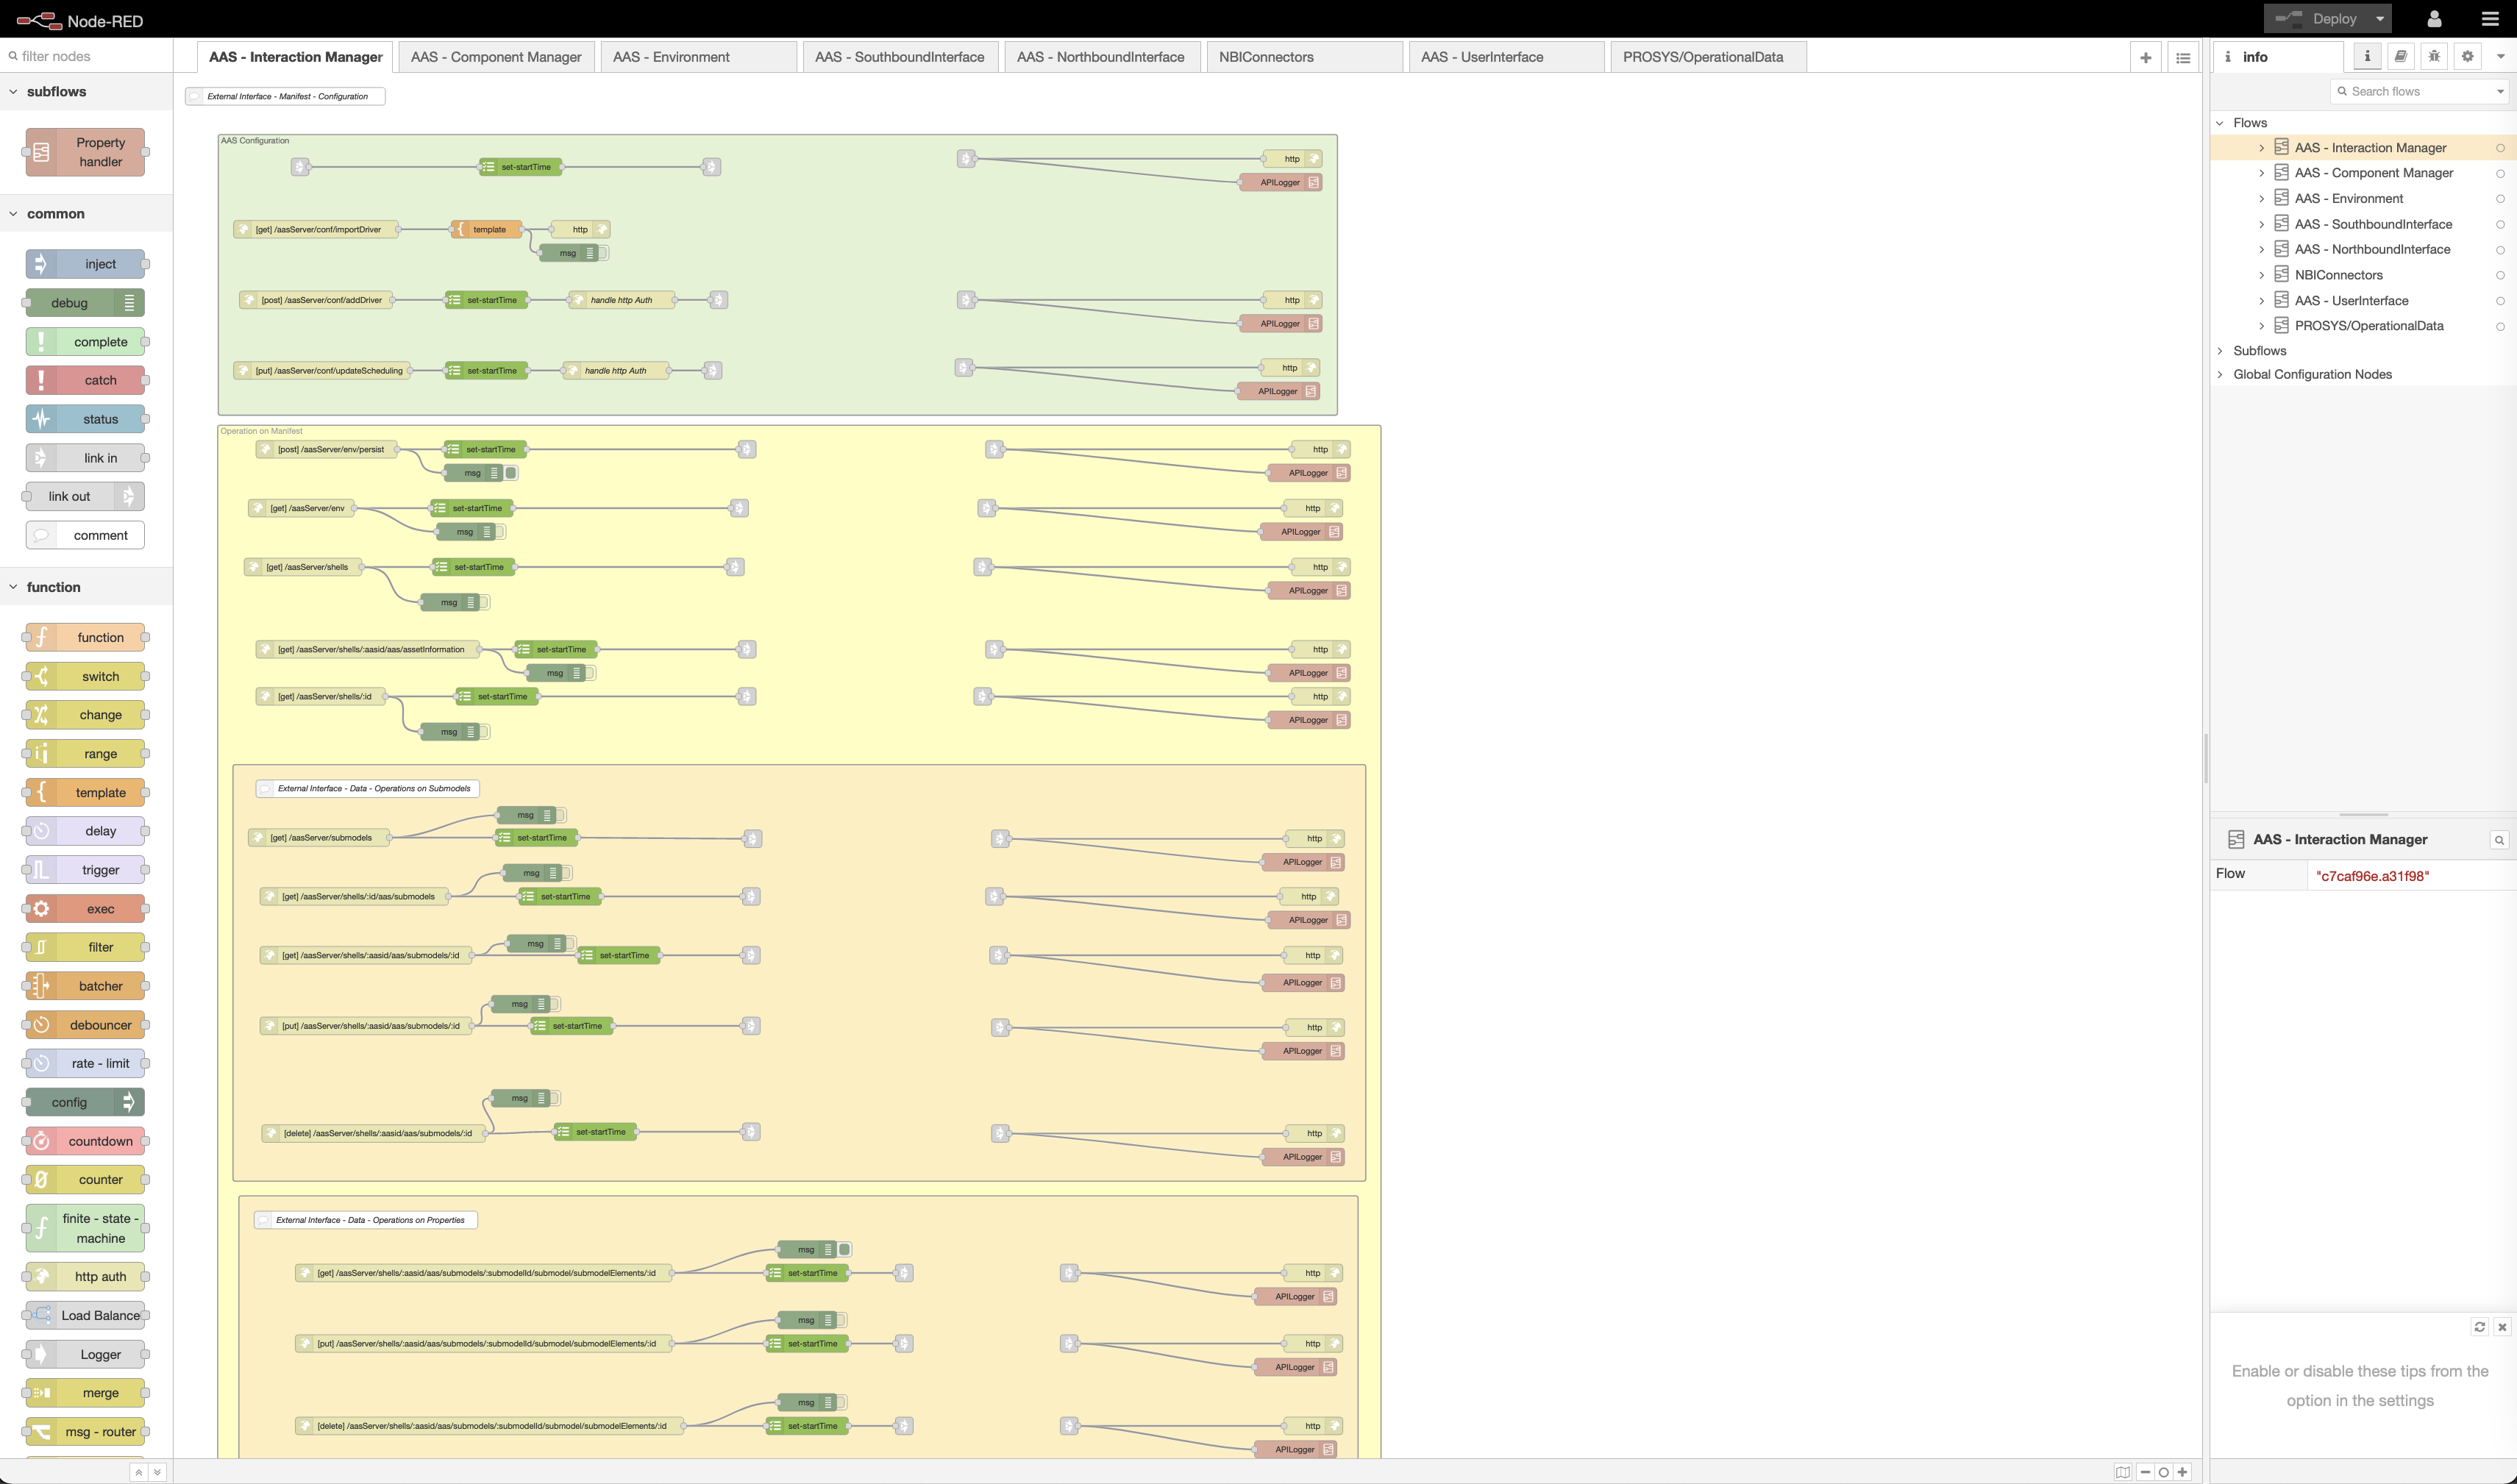 Node-RED
Deploy
filter nodes
AAS - Interaction Manager
AAS - Component Manager
AAS - Environment
AAS - SouthboundInterface
AAS - NorthboundInterface
NBIConnectors
AAS - UserInterface
PROSYS/OperationalData
info
subflows
Property
handler
common
inject
debug
complete
catch
status
link in
link out
comment
function
function
switch
change
range
template
delay
trigger
exec
filter
batcher
debouncer
rate - limit
config
countdown
counter
finite - state -
machine
http auth
Load Balance
Logger
merge
msg - router
External Interface - Manifest - Configuration
AAS Configuration
set-startTime
http
APILogger
[get] /aasServer/conf/importDriver
template
http
msg
[post] /aasServer/conf/addDriver
set-startTime
handle http Auth
http
APILogger
[put] /aasServer/conf/updateScheduling
set-startTime
handle http Auth
http
APILogger
Operation on Manifest
[post] /aasServer/env/persist
set-startTime
http
msg
APILogger
[get] /aasServer/env
set-startTime
http
msg
APILogger
[get] /aasServer/shells
set-startTime
http
APILogger
msg
[get] /aasServer/shells/:aasid/aas/assetInformation
set-startTime
http
msg
APILogger
[get] /aasServer/shells/:id
set-startTime
http
APILogger
msg
External Interface - Data - Operations on Submodels
msg
[get] /aasServer/submodels
set-startTime
http
APILogger
msg
[get] /aasServer/shells/:id/aas/submodels
set-startTime
http
APILogger
msg
[get] /aasServer/shells/:aasid/aas/submodels/:id
set-startTime
http
APILogger
msg
[put] /aasServer/shells/:aasid/aas/submodels/:id
set-startTime
http
APILogger
msg
[delete] /aasServer/shells/:aasid/aas/submodels/:id
set-startTime
http
APILogger
External Interface - Data - Operations on Properties
msg
[get] /aasServer/shells/:aasid/aas/submodels/:submodelId/submodel/submodelElements/:id
set-startTime
http
APILogger
msg
[put] /aasServer/shells/:aasid/aas/submodels/:submodelId/submodel/submodelElements/:id
set-startTime
http
APILogger
msg
[delete] /aasServer/shells/:aasid/aas/submodels/:submodelId/submodel/submodelElements/:id
set-startTime
http
APILogger
Search flows
Flows
AAS - Interaction Manager
AAS - Component Manager
AAS - Environment
AAS - SouthboundInterface
AAS - NorthboundInterface
NBIConnectors
AAS - UserInterface
PROSYS/OperationalData
Subflows
Global Configuration Nodes
AAS - Interaction Manager
Flow
"c7caf96e.a31f98"
Enable or disable these tips from the
option in the settings